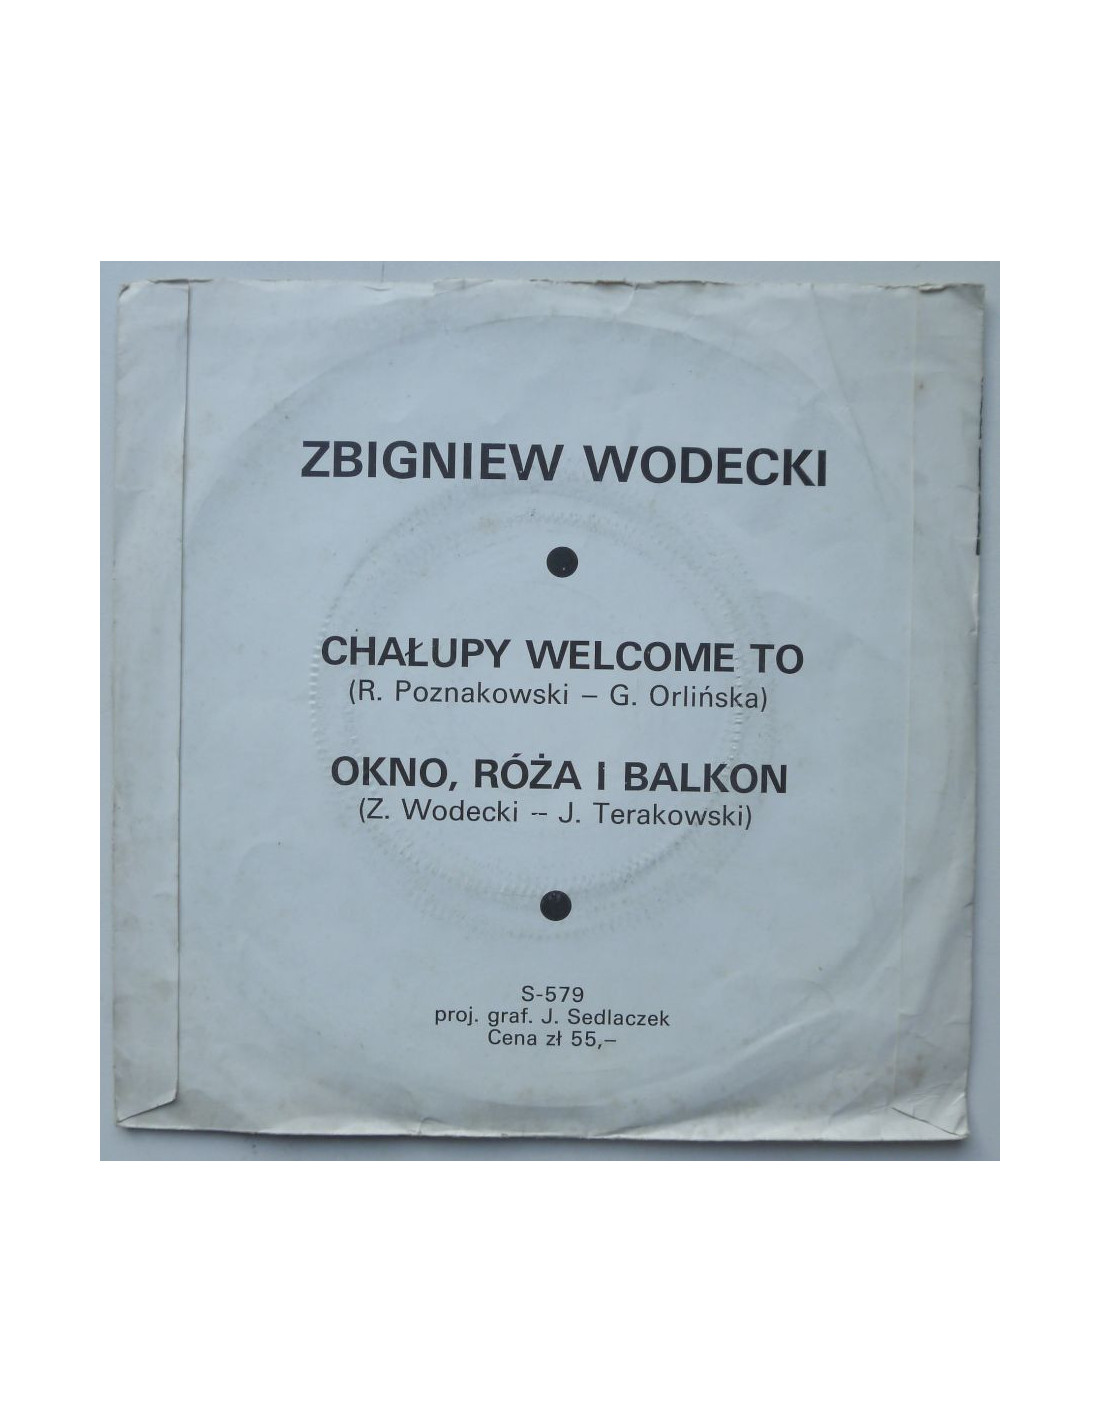 ZBIGNIEW WODECKI
CHAŁUPY WELCOME TO
(R. Poznakowski – G. Orlińska)
OKNO, RÓŻA I BALKON
(Z. Wodecki -- J. Terakowski)
S-579
proj. graf. J. Sedlaczek
Cena zł 55,–